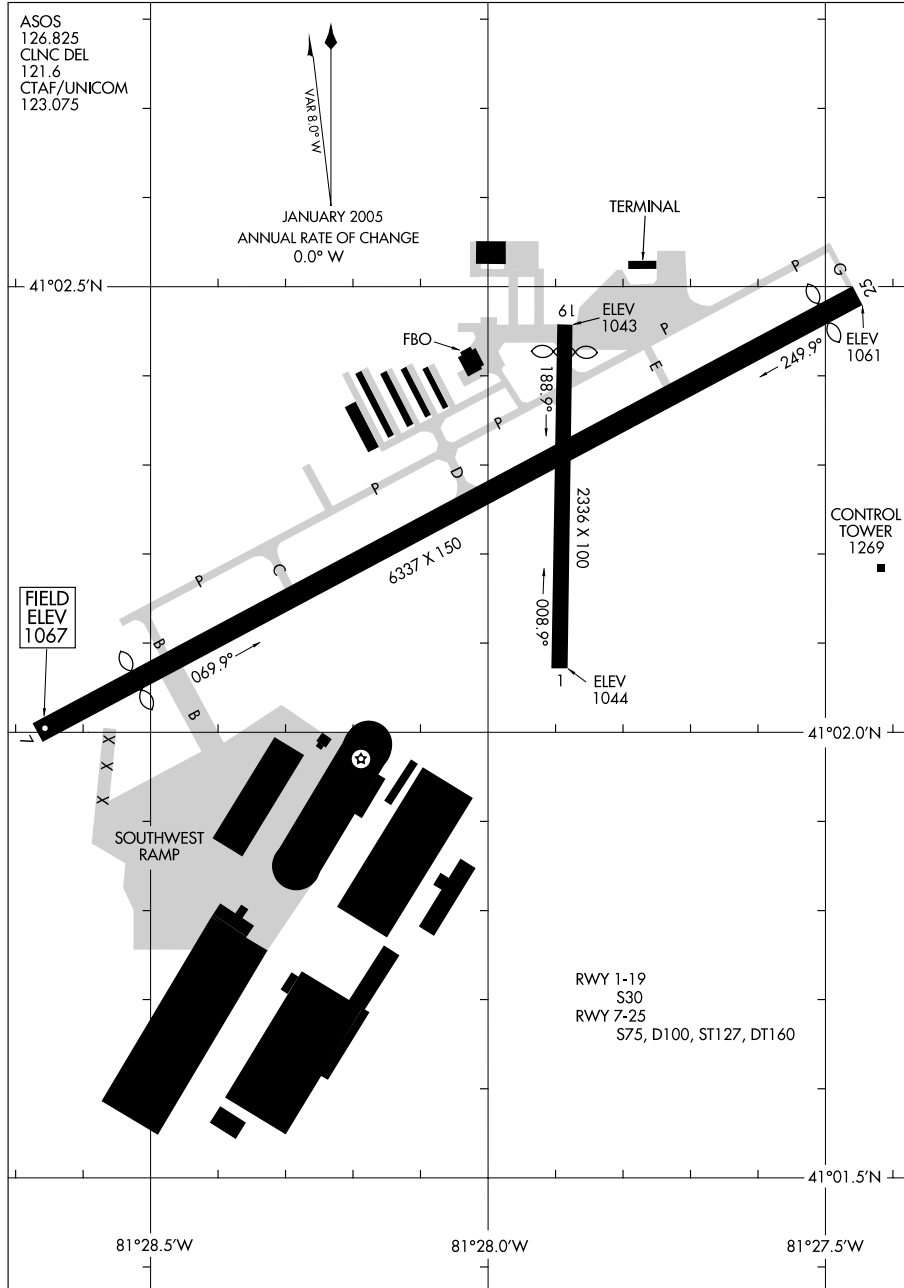 ASOS
126.825
CLNC DEL
121.6
CTAF/UNICOM
123.075
VAR 8.0° W
JANUARY 2005
ANNUAL RATE OF CHANGE
0.0° W
TERMINAL
P
G
25
41°02.5'N
19
ELEV
1043
P
ELEV
1061
FBO
E
249.9°
188.9°
P
D
P
2336 X 100
CONTROL
TOWER
1269
6337 X 150
C
P
FIELD
ELEV
1067
008.9°
B
069.9°
1
ELEV
1044
B
7
X
X
X
41°02.0'N
SOUTHWEST
RAMP
RWY 1-19
S30
RWY 7-25
S75, D100, ST127, DT160
41°01.5'N
81°28.5'W
81°28.0'W
81°27.5'W